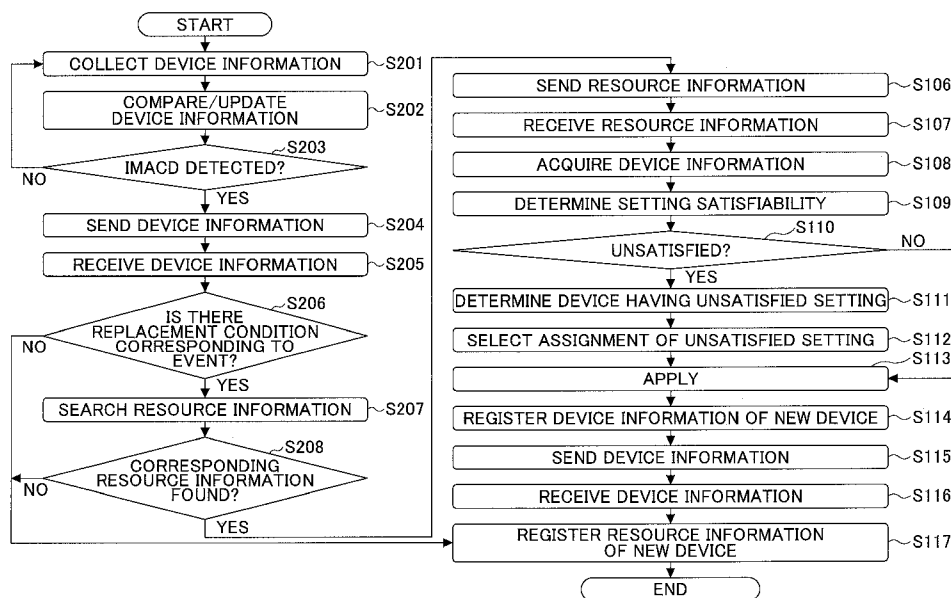 START
COLLECT DEVICE INFORMATION
S201
COMPARE/UPDATE
DEVICE INFORMATION
S202
S203
IMACD DETECTED?
NO
YES
SEND DEVICE INFORMATION
S204
RECEIVE DEVICE INFORMATION
S205
S206
IS THERE
REPLACEMENT CONDITION
CORRESPONDING TO
EVENT?
NO
YES
SEARCH RESOURCE INFORMATION
S207
S208
CORRESPONDING
RESOURCE INFORMATION
FOUND?
NO
YES
SEND RESOURCE INFORMATION
S106
RECEIVE RESOURCE INFORMATION
S107
ACQUIRE DEVICE INFORMATION
S108
DETERMINE SETTING SATISFIABILITY
S109
S110
UNSATISFIED?
NO
YES
DETERMINE DEVICE HAVING UNSATISFIED SETTING
S111
SELECT ASSIGNMENT OF UNSATISFIED SETTING
S112
S113
APPLY
REGISTER DEVICE INFORMATION OF NEW DEVICE
S114
SEND DEVICE INFORMATION
S115
RECEIVE DEVICE INFORMATION
S116
REGISTER RESOURCE INFORMATION
OF NEW DEVICE
S117
END